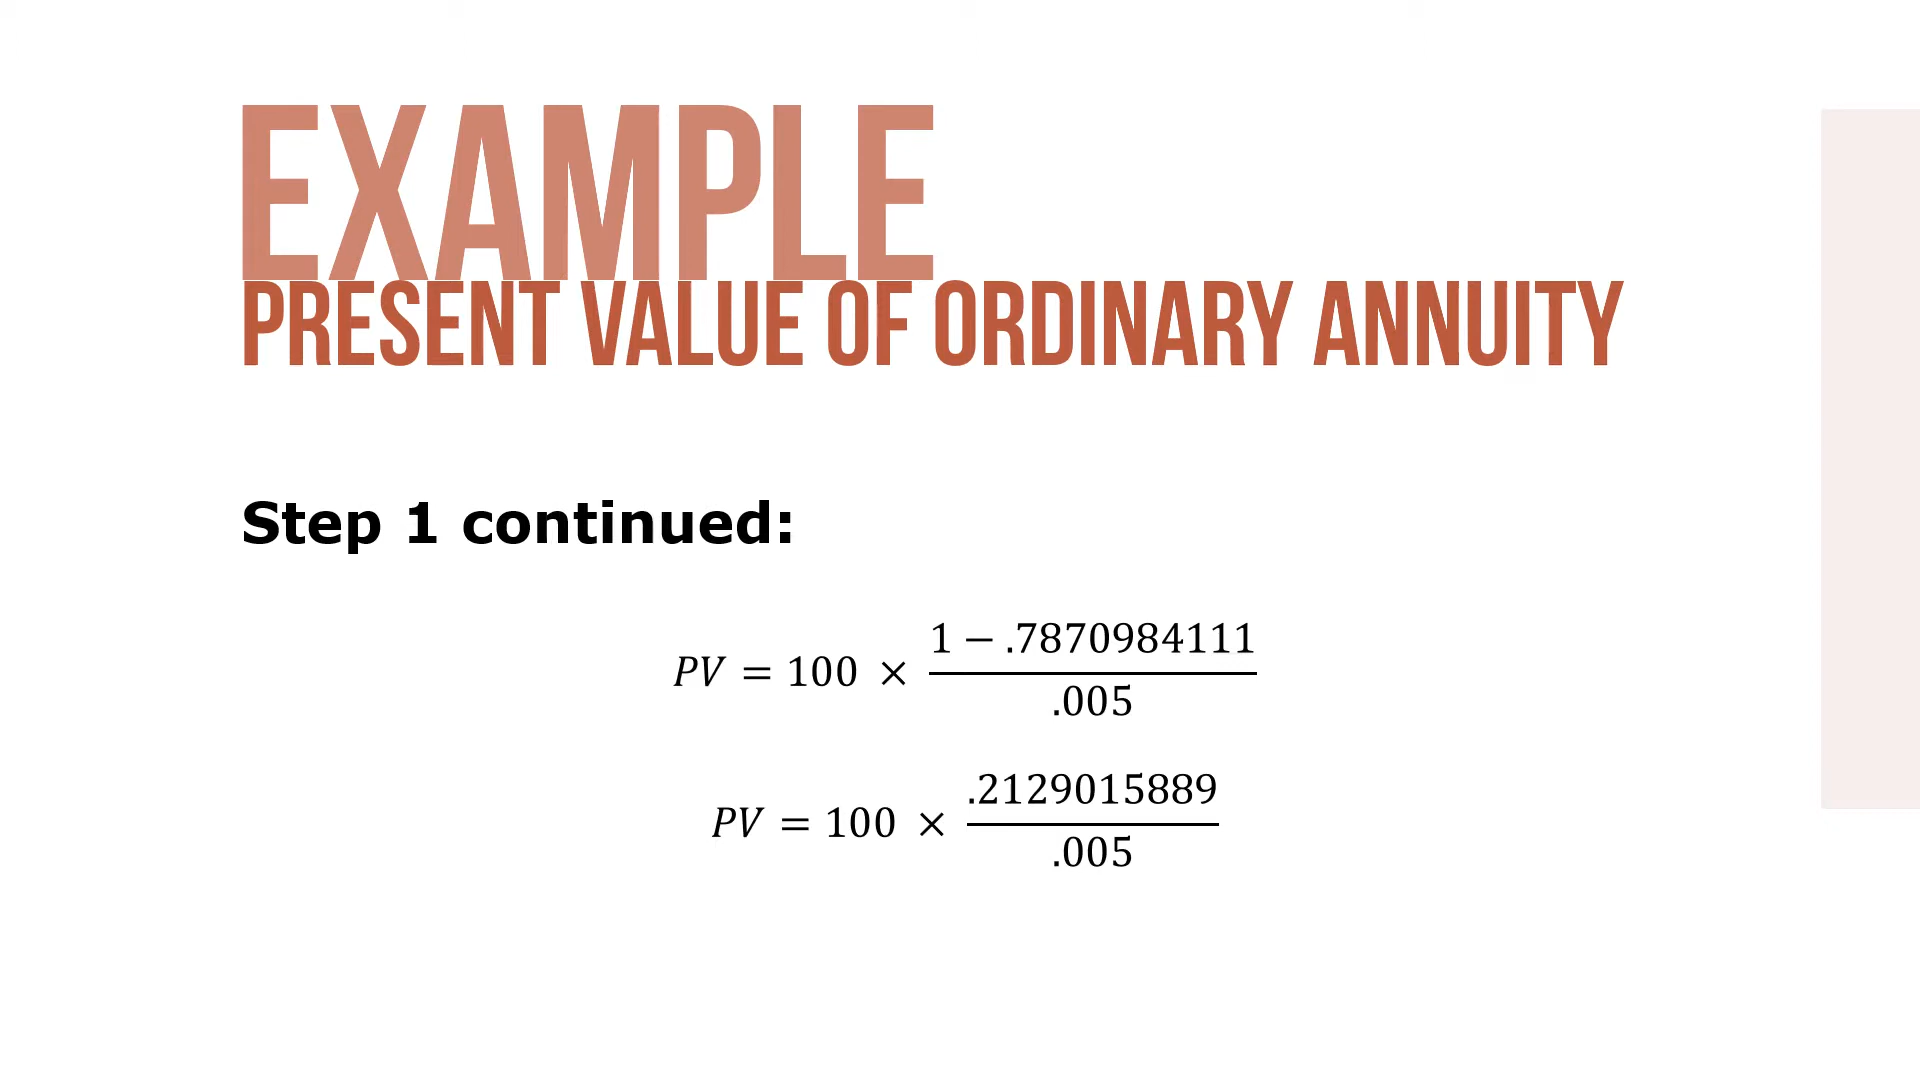 EXAMPLE
PRESENT VALUE OF ORDINARY ANNUITY
Step 1 continued:
PV = 100 × 1 − .7870984111 / .005
PV = 100 × .2129015889 / .005